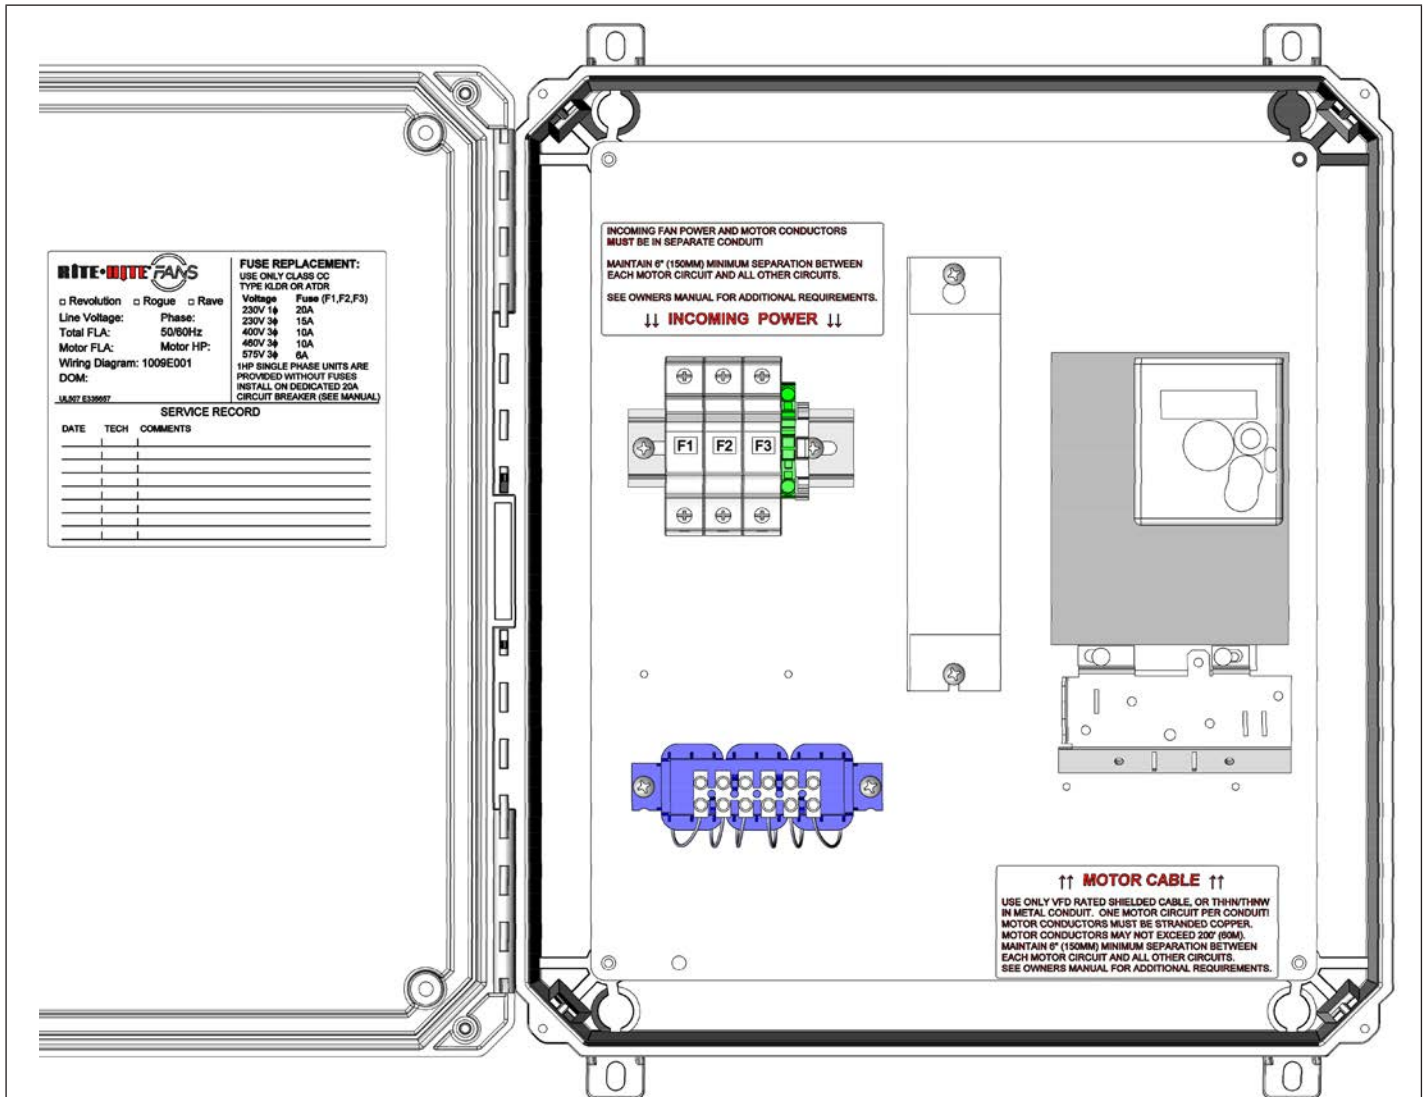 RITE•HITE FANS
□ Revolution □ Rogue □ Rave
Line Voltage: Phase:
Total FLA: 50/60Hz
Motor FLA: Motor HP:
Wiring Diagram: 1009E001
DOM:
UL507 E335667
FUSE REPLACEMENT:
USE ONLY CLASS CC
TYPE KLDR OR ATDR
Voltage Fuse (F1,F2,F3)
230V 1ϕ 20A
230V 3ϕ 15A
400V 3ϕ 10A
460V 3ϕ 10A
575V 3ϕ 6A
1HP SINGLE PHASE UNITS ARE
PROVIDED WITHOUT FUSES
INSTALL ON DEDICATED 20A
CIRCUIT BREAKER (SEE MANUAL)
SERVICE RECORD
DATE TECH COMMENTS
INCOMING FAN POWER AND MOTOR CONDUCTORS
MUST BE IN SEPARATE CONDUIT!
MAINTAIN 6" (150MM) MINIMUM SEPARATION BETWEEN
EACH MOTOR CIRCUIT AND ALL OTHER CIRCUITS.
SEE OWNERS MANUAL FOR ADDITIONAL REQUIREMENTS.
↓↓ INCOMING POWER ↓↓
F1 F2 F3
↑↑ MOTOR CABLE ↑↑
USE ONLY VFD RATED SHIELDED CABLE, OR THHN/THNW
IN METAL CONDUIT. ONE MOTOR CIRCUIT PER CONDUIT!
MOTOR CONDUCTORS MUST BE STRANDED COPPER.
MOTOR CONDUCTORS MAY NOT EXCEED 200' (60M).
MAINTAIN 6" (150MM) MINIMUM SEPARATION BETWEEN
EACH MOTOR CIRCUIT AND ALL OTHER CIRCUITS.
SEE OWNERS MANUAL FOR ADDITIONAL REQUIREMENTS.